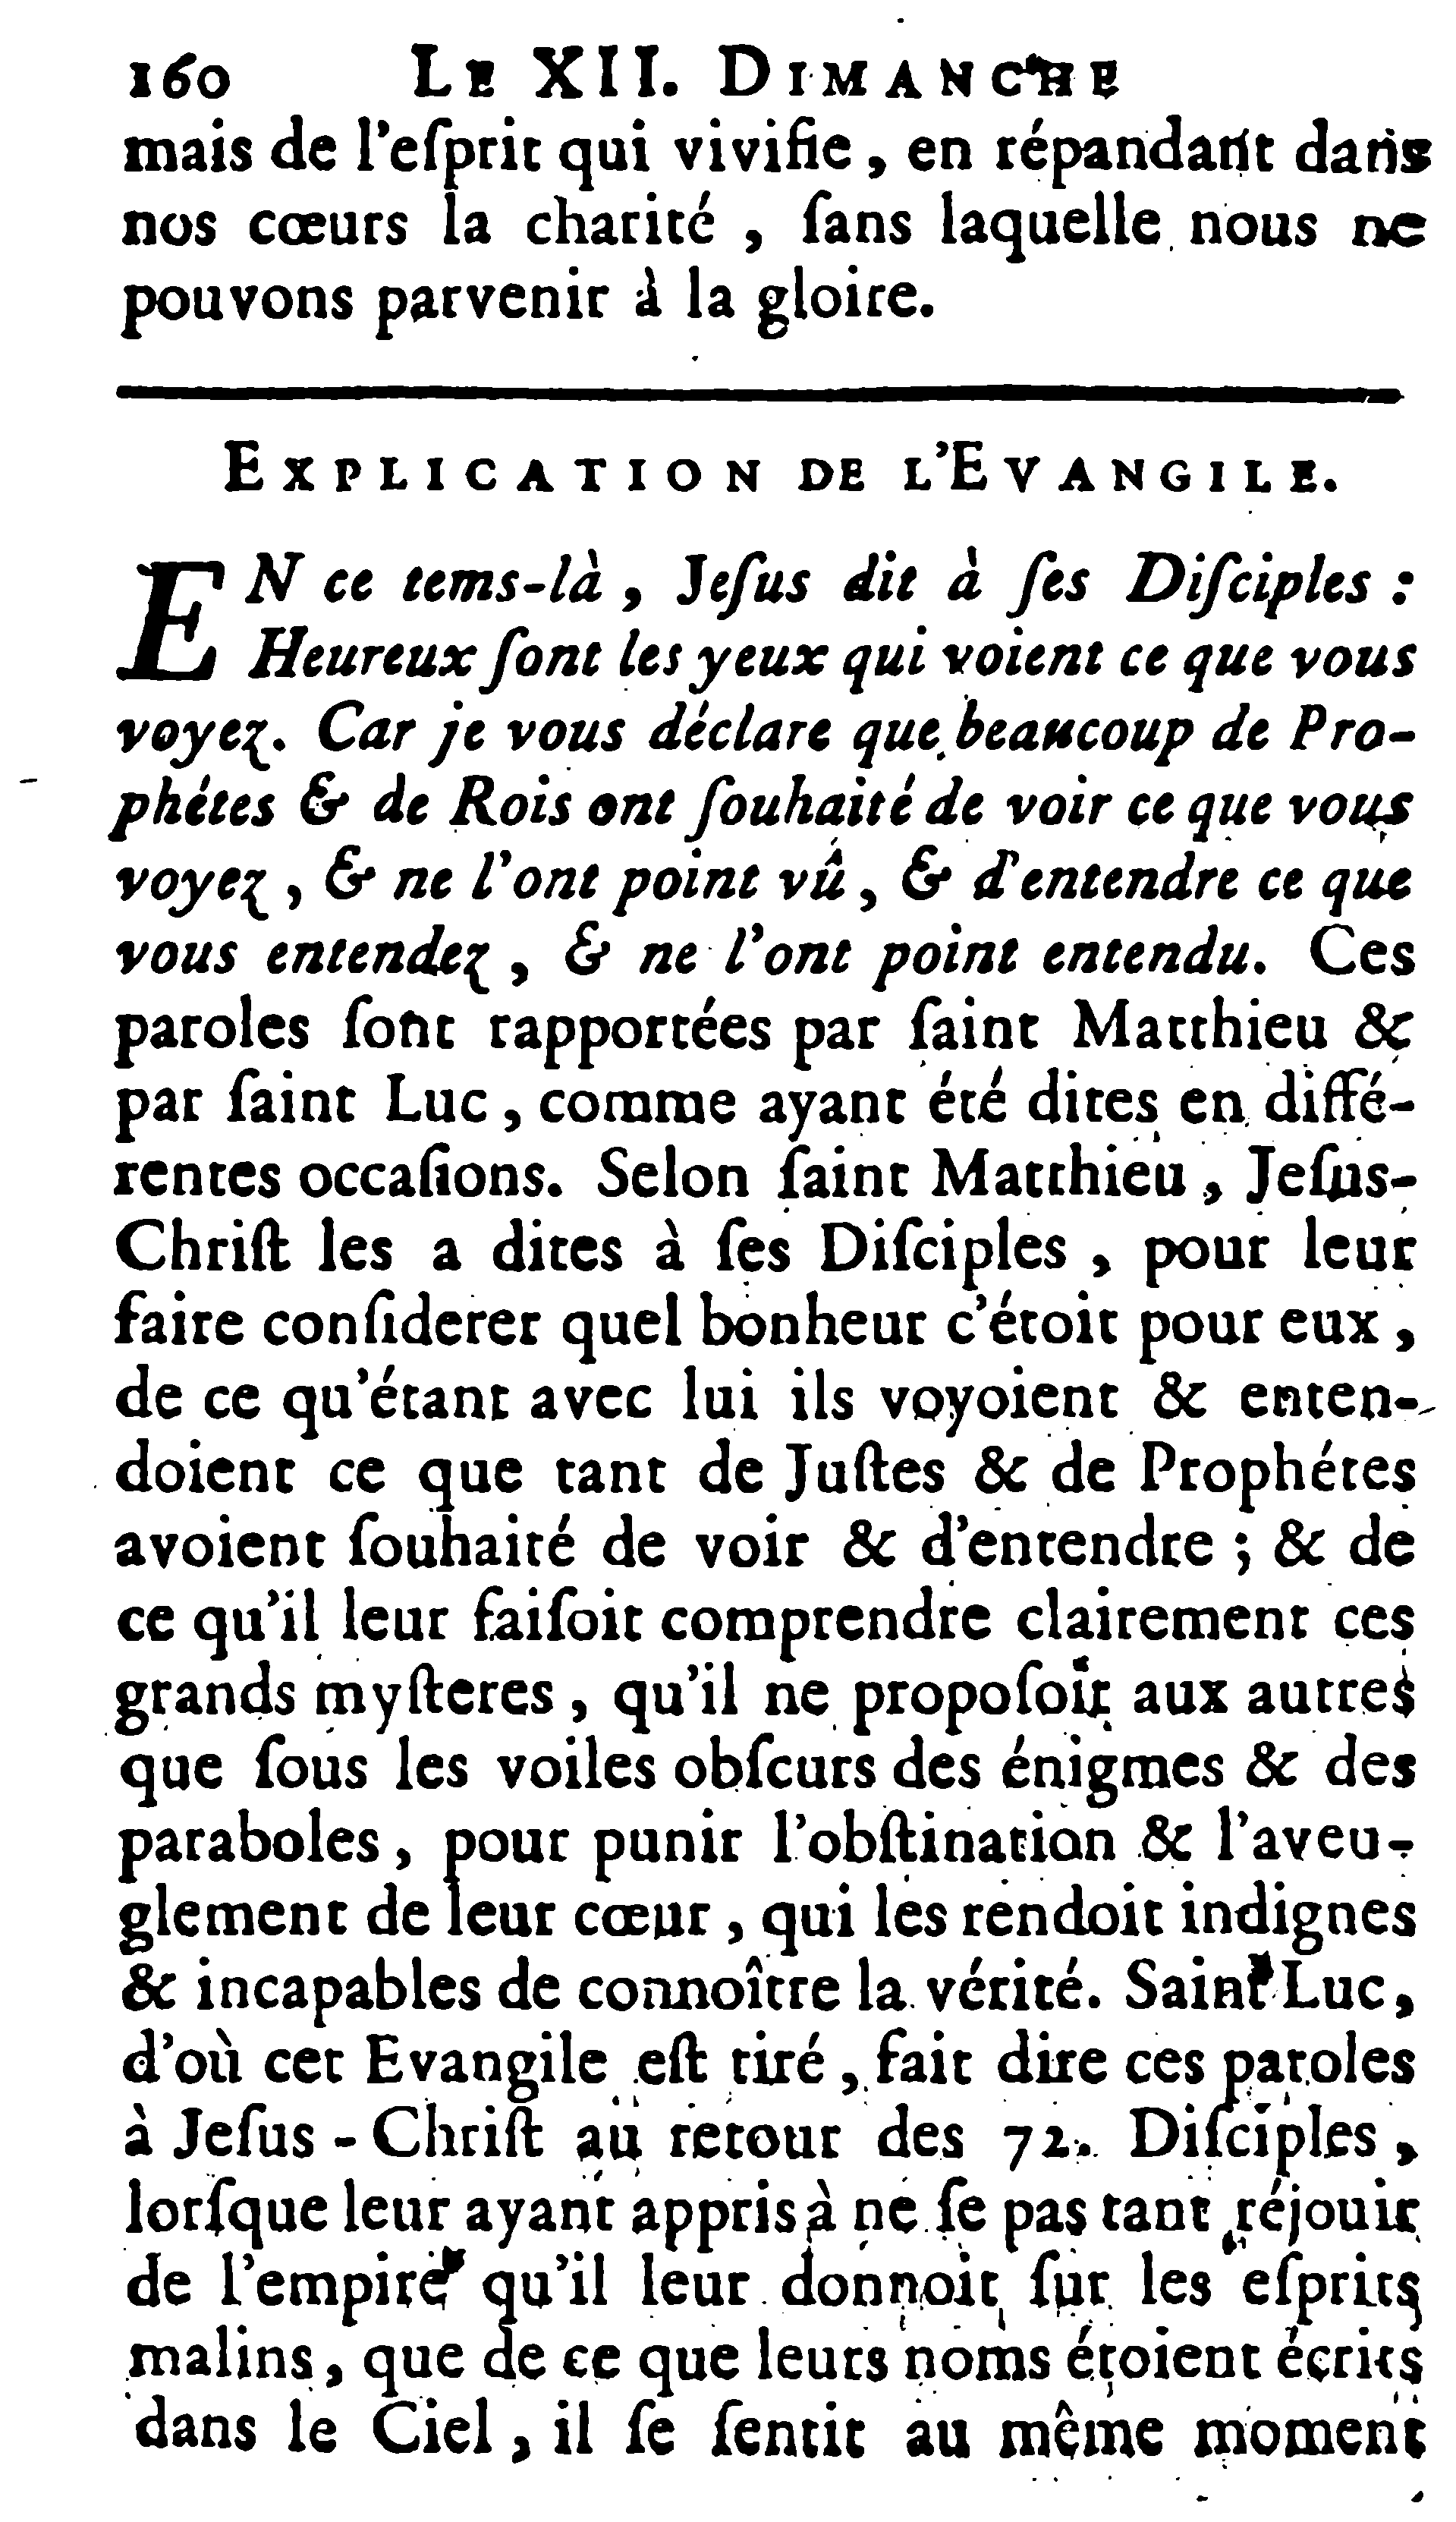 160 LE XII. DIMANCHE
mais de l'eſprit qui vivifie, en répandant dans
nos cœurs la charité, ſans laquelle nous ne
pouvons parvenir à la gloire.
EXPLICATION DE L'EVANGILE.
EN ce tems-là, Jeſus dit à ſes Diſciples :
Heureux ſont les yeux qui voient ce que vous
voyez. Car je vous déclare que beaucoup de Pro-
phétes & de Rois ont ſouhaité de voir ce que vous
voyez, & ne l'ont point vû, & d'entendre ce que
vous entendez, & ne l'ont point entendu. Ces
paroles ſont rapportées par ſaint Matthieu &
par ſaint Luc, comme ayant été dites en diffé-
rentes occaſions. Selon ſaint Matthieu, Jeſus-
Chriſt les a dites à ſes Diſciples, pour leur
faire conſiderer quel bonheur c'étoit pour eux,
de ce qu'étant avec lui ils voyoient & enten-
doient ce que tant de Juſtes & de Prophétes
avoient ſouhaité de voir & d'entendre ; & de
ce qu'il leur faiſoit comprendre clairement ces
grands myſteres, qu'il ne propoſoit aux autres
que ſous les voiles obſcurs des énigmes & des
paraboles, pour punir l'obſtination & l'aveu-
glement de leur cœur, qui les rendoit indignes
& incapables de connoître la vérité. Saint Luc,
d'où cet Evangile eſt tiré, fait dire ces paroles
à Jeſus-Chriſt au retour des 72. Diſciples,
lorſque leur ayant appris à ne ſe pas tant réjouir
de l'empire qu'il leur donnoit ſur les eſprits
malins, que de ce que leurs noms étoient écrits
dans le Ciel, il ſe ſentit au même moment